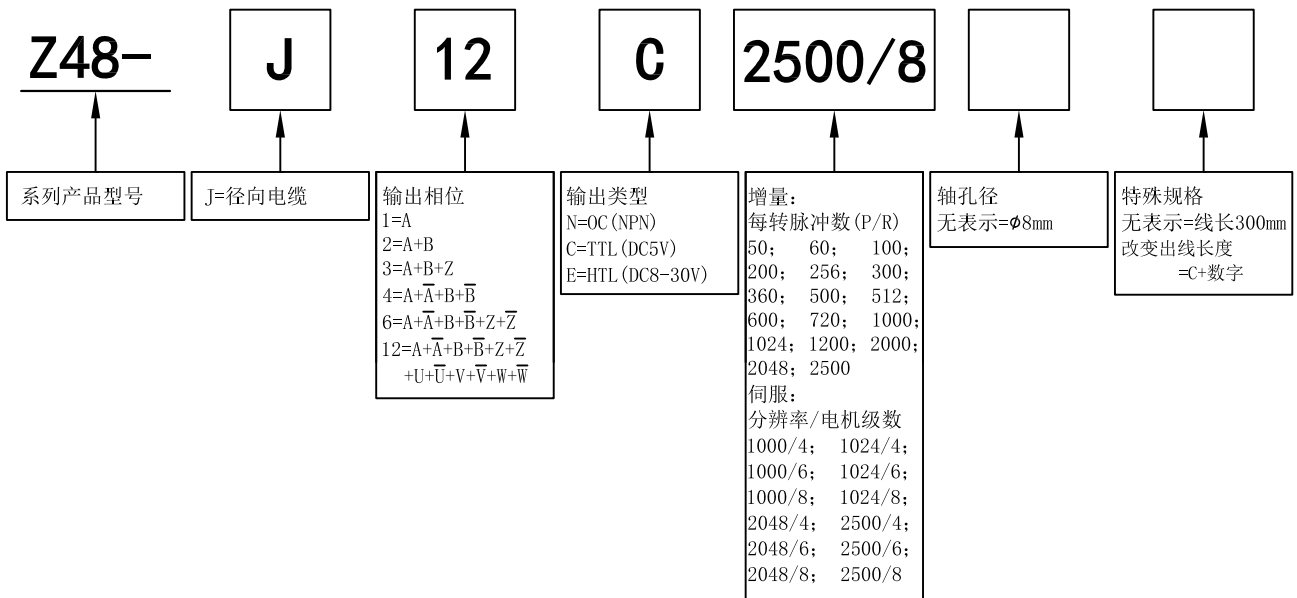 Z48-
J
12
C
2500/8
系列产品型号
J=径向电缆
输出相位
1=A
2=A+B
3=A+B+Z
4=A+A̅+B+B̅
6=A+A̅+B+B̅+Z+Z̅
12=A+A̅+B+B̅+Z+Z̅
+U+U̅+V+V̅+W+W̅
输出类型
N=OC(NPN)
C=TTL(DC5V)
E=HTL(DC8-30V)
增量:
每转脉冲数(P/R)
50; 60; 100;
200; 256; 300;
360; 500; 512;
600; 720; 1000;
1024; 1200; 2000;
2048; 2500
伺服:
分辨率/电机级数
1000/4; 1024/4;
1000/6; 1024/6;
1000/8; 1024/8;
2048/4; 2500/4;
2048/6; 2500/6;
2048/8; 2500/8
轴孔径
无表示=ϕ8mm
特殊规格
无表示=线长300mm
改变出线长度
=C+数字